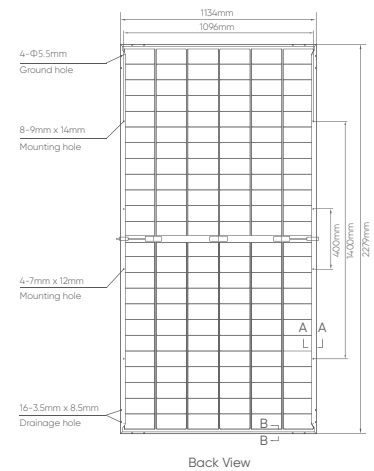 1134mm
1096mm
4-Φ5.5mm
Ground hole
8-9mm x 14mm
Mounting hole
400mm
1400mm
2279mm
4-7mm x 12mm
Mounting hole
A A
16-3.5mm x 8.5mm
Drainage hole
B
B
Back View